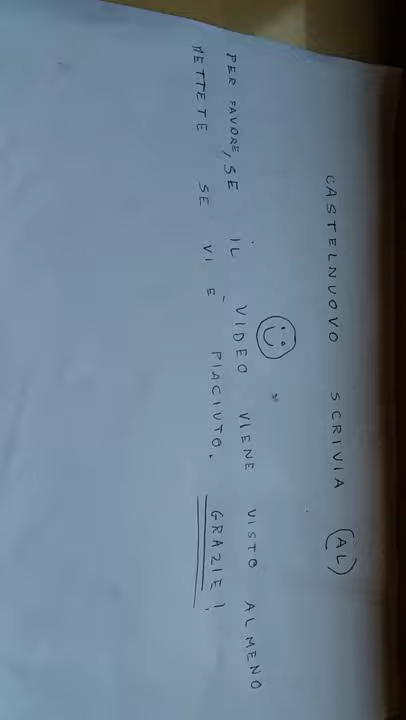 CASTELNUOVO SCRIVIA (AL)
PER FAVORE, SE IL VIDEO VIENE VISTO ALMENO
METTETE SE VI È PIACIUTO. GRAZIE!